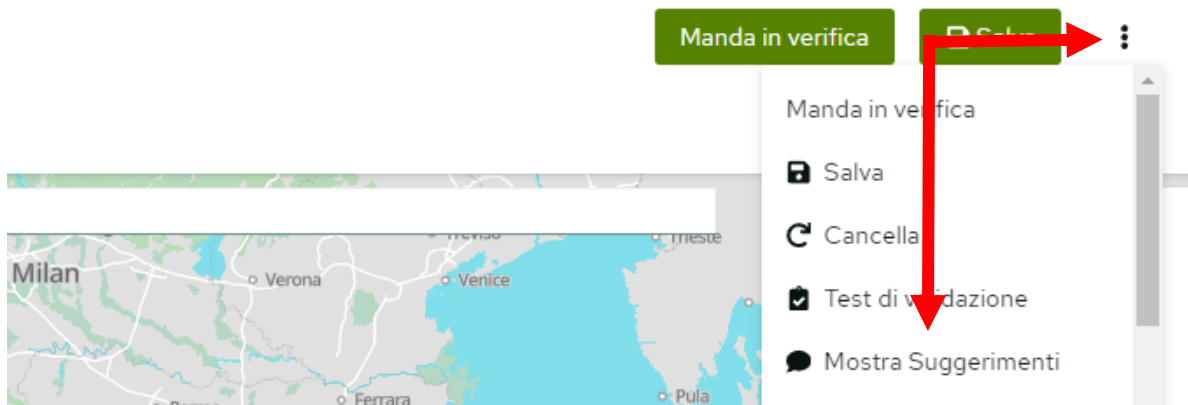 Manda in verifica
Salva
Manda in verifica
Salva
Cancella
Test di validazione
Mostra Suggerimenti
Treviso
Trieste
Milan
Verona
Venice
Ferrara
Pula